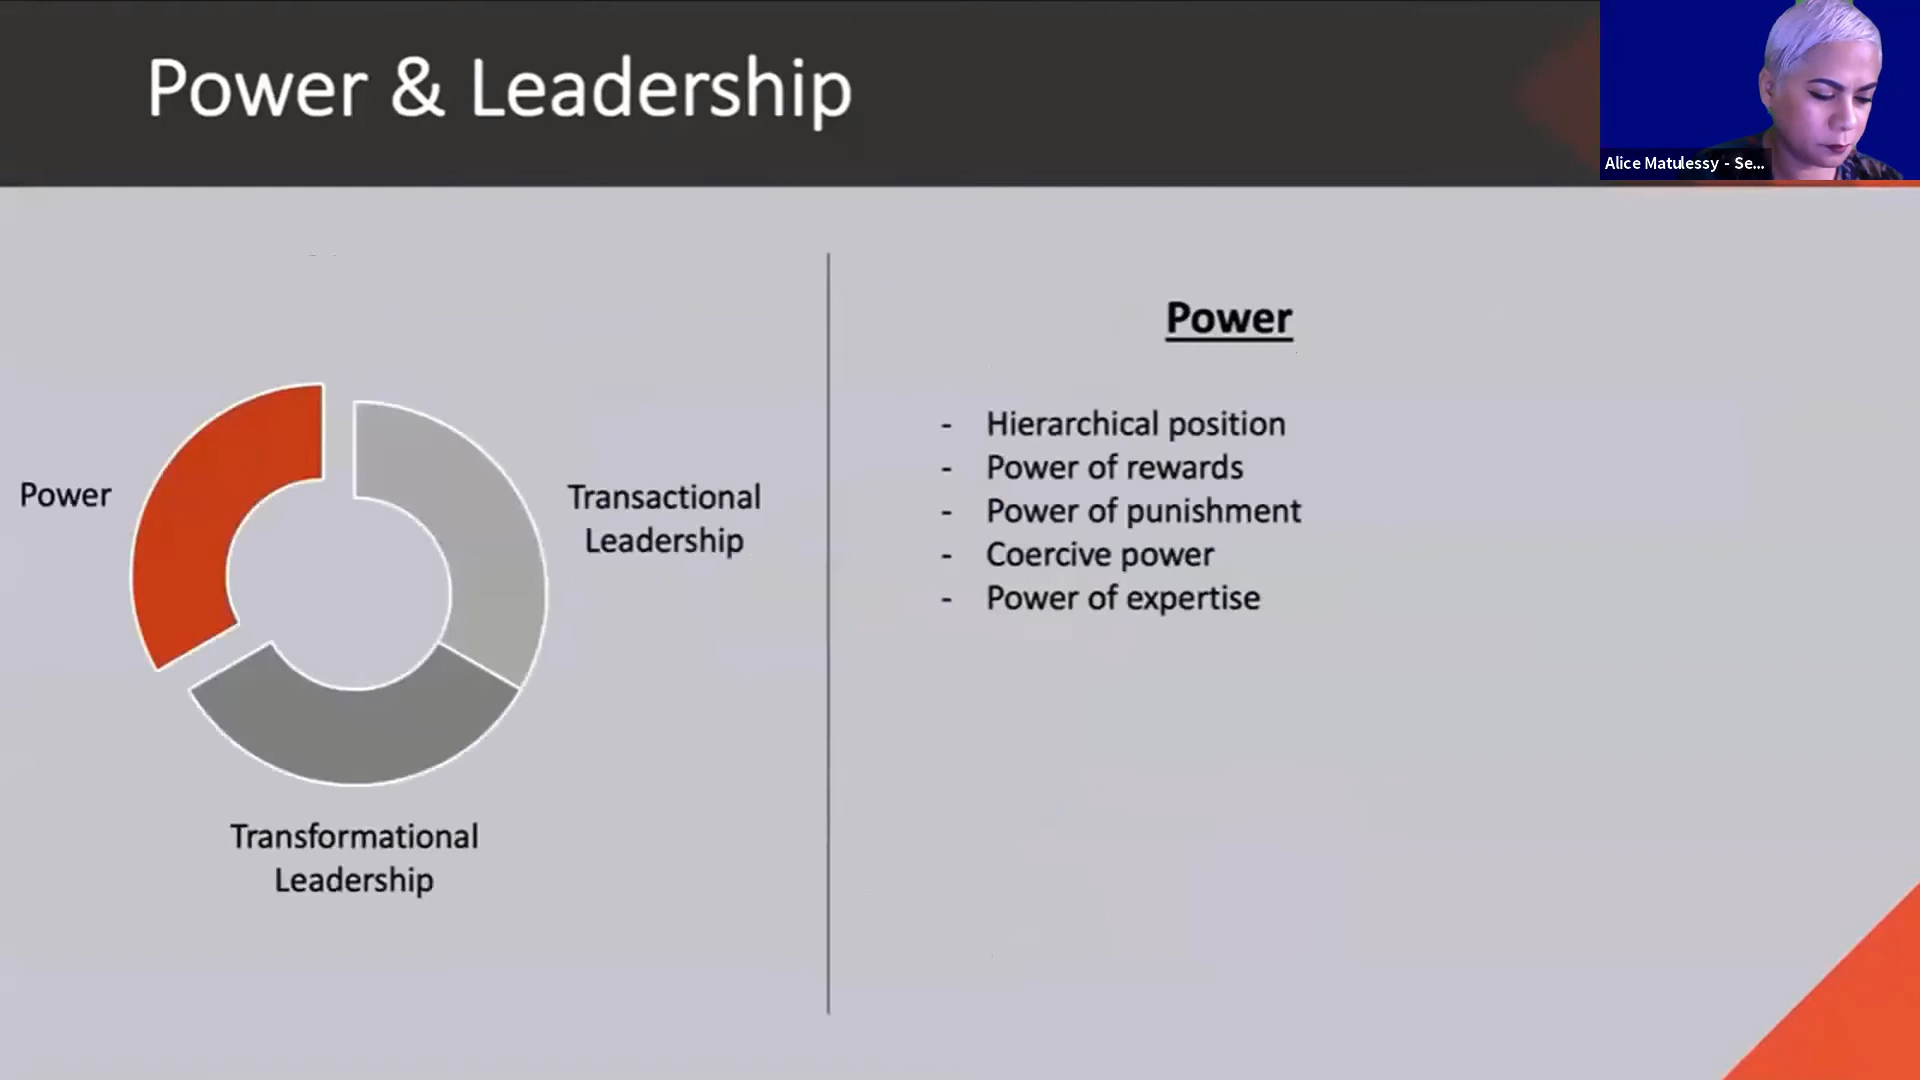 Power & Leadership
Alice Matulessy - Se...
Power
Transactional
Leadership
Transformational
Leadership
Power
- Hierarchical position
- Power of rewards
- Power of punishment
- Coercive power
- Power of expertise